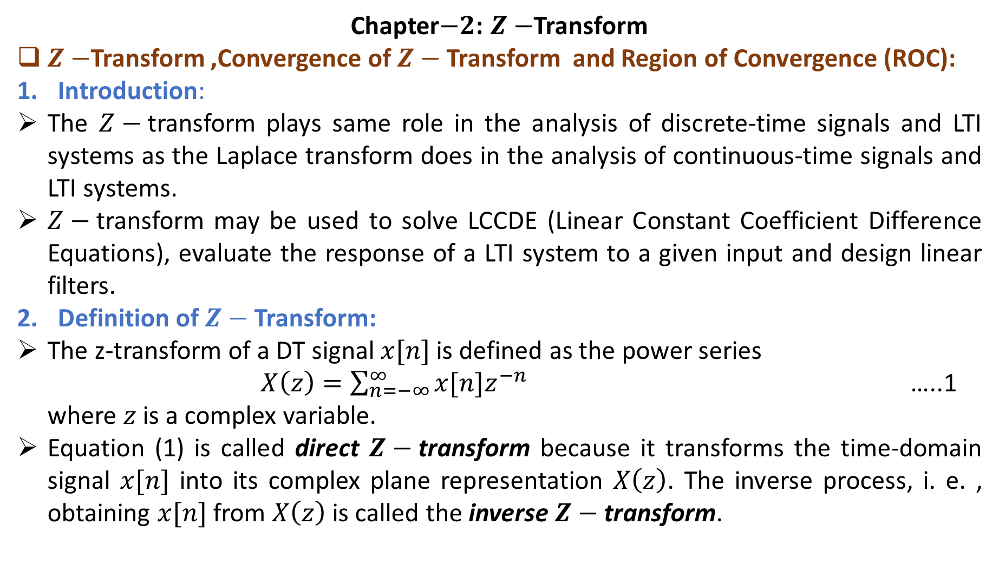 Chapter−2: Z −Transform
❑ Z −Transform ,Convergence of Z − Transform and Region of Convergence (ROC):
1. Introduction:
➢ The Z − transform plays same role in the analysis of discrete-time signals and LTI
systems as the Laplace transform does in the analysis of continuous-time signals and
LTI systems.
➢ Z − transform may be used to solve LCCDE (Linear Constant Coefficient Difference
Equations), evaluate the response of a LTI system to a given input and design linear
filters.
2. Definition of Z − Transform:
➢ The z-transform of a DT signal x[n] is defined as the power series
X(z) = ∑_{n=−∞}^{∞} x[n]z^{−n} …..1
where z is a complex variable.
➢ Equation (1) is called direct Z − transform because it transforms the time-domain
signal x[n] into its complex plane representation X(z). The inverse process, i. e. ,
obtaining x[n] from X(z) is called the inverse Z − transform.